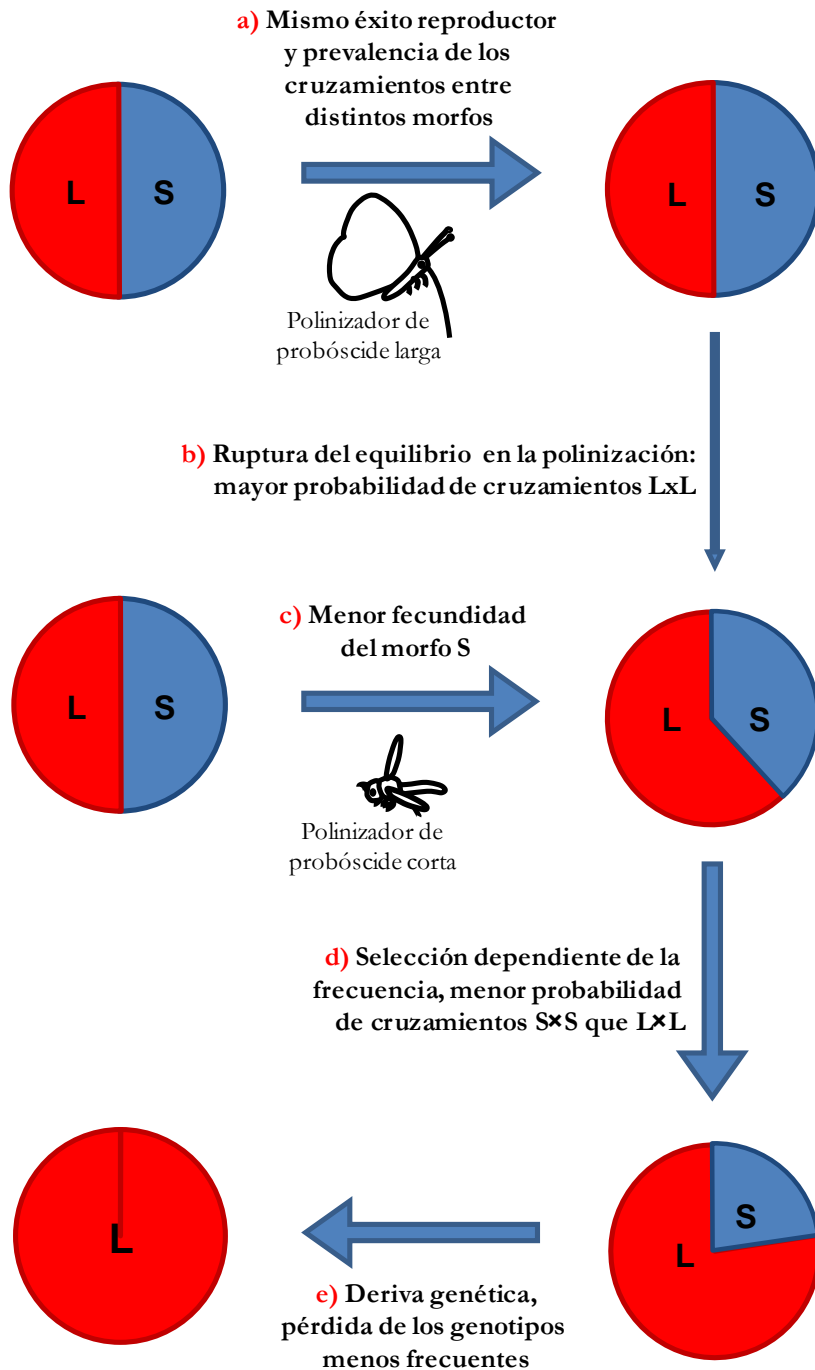 a) Mismo éxito reproductor
y prevalencia de los
cruzamientos entre
distintos morfos
L
S
L
S
Polinizador de
probóscide larga
b) Ruptura del equilibrio en la polinización:
mayor probabilidad de cruzamientos LxL
c) Menor fecundidad
del morfo S
L
S
L
S
Polinizador de
probóscide corta
d) Selección dependiente de la
frecuencia, menor probabilidad
de cruzamientos S×S que L×L
L
S
L
e) Deriva genética,
pérdida de los genotipos
menos frecuentes